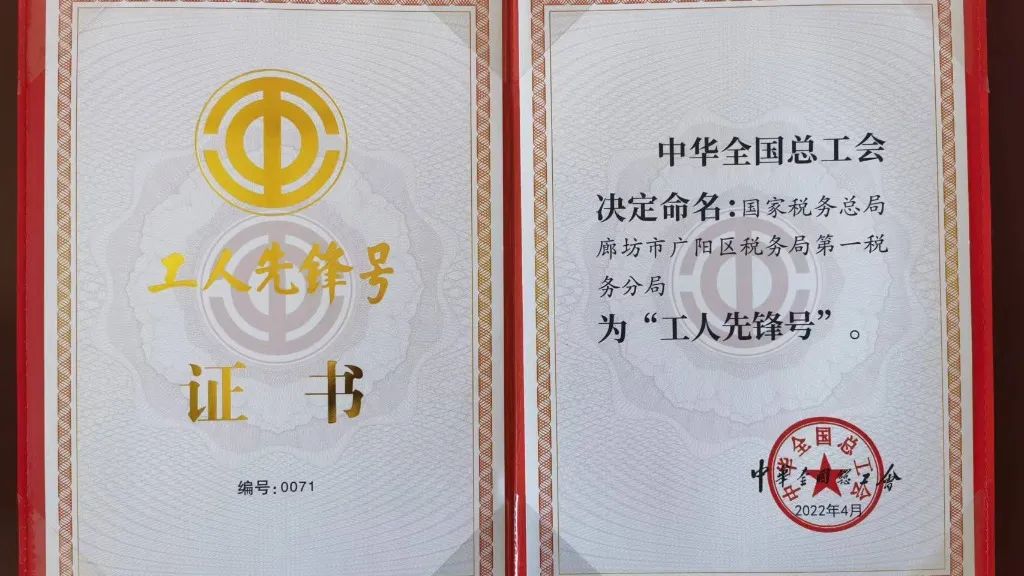 工人先锋号
证 书
编号:0071
中华全国总工会
决定命名:国家税务总局
廊坊市广阳区税务局第一税
务分局
为“工人先锋号”。
中华全国总工会
中华全国总工会
2022年4月